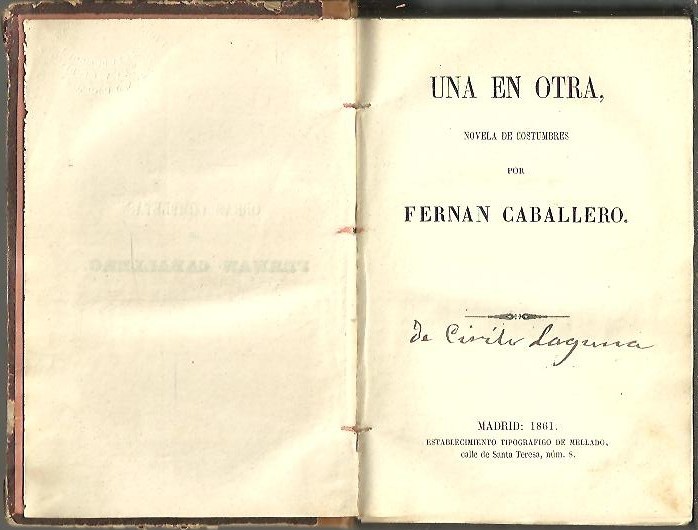 UNA EN OTRA,
NOVELA DE COSTUMBRES
POR
FERNAN CABALLERO.
de Cirilo Laguna
MADRID: 1861.
ESTABLECIMIENTO TIPOGRAFIGO DE MELLADO,
calle de Santa Teresa, núm. 8.